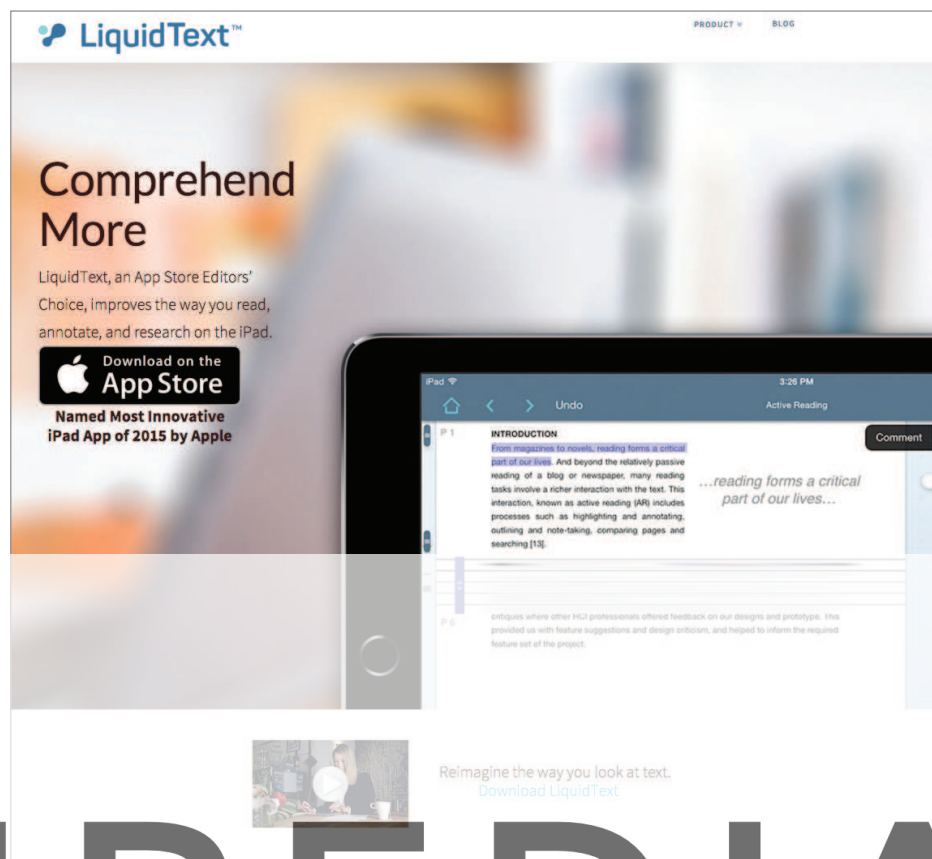 LiquidText™
PRODUCT BLOG
Comprehend
More
LiquidText, an App Store Editors'
Choice, improves the way you read,
annotate, and research on the iPad.
Download on the
App Store
Named Most Innovative
iPad App of 2015 by Apple
iPad 3:26 PM
Undo Active Reading
P 1
INTRODUCTION
From magazines to novels, reading forms a critical
part of our lives. And beyond the relatively passive
reading of a blog or newspaper, many reading
tasks involve a richer interaction with the text. This
interaction, known as active reading (AR) includes
processes such as highlighting and annotating,
outlining and note-taking, comparing pages and
searching [13].
Comment
...reading forms a critical
part of our lives...
P 6
critiques where other HCI professionals offered feedback on our designs and prototype. This
provided us with feature suggestions and design criticism, and helped to inform the required
feature set of the project.
Reimagine the way you look at text.
Download LiquidText